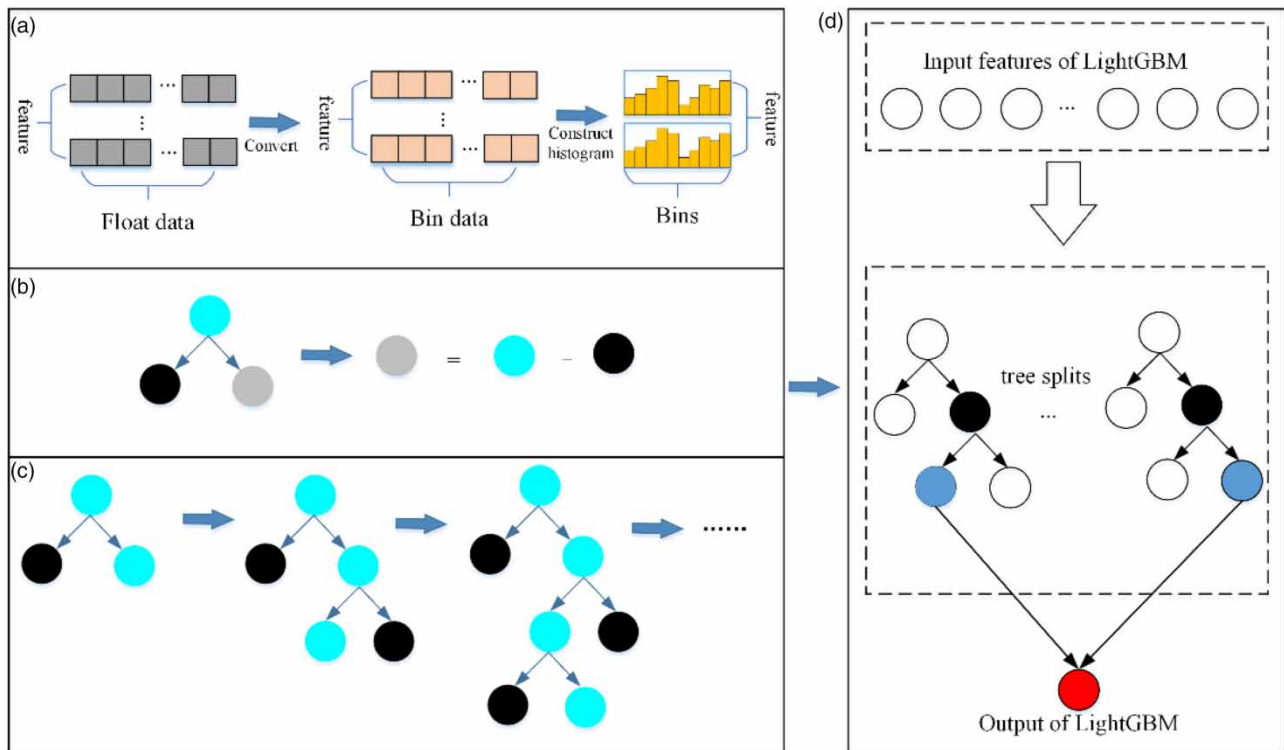 (a)
feature
...
...
...
Float data
Convert
feature
...
...
...
Bin data
Construct
histogram
feature
Bins
(b)
=
–
(c)
......
(d)
Input features of LightGBM
...
tree splits
...
Output of LightGBM